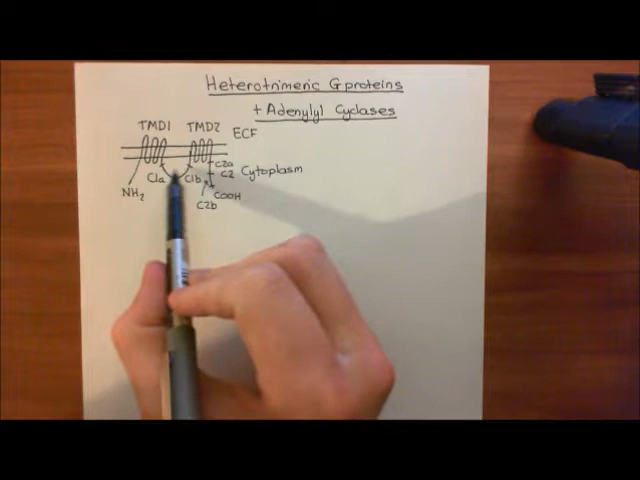 Heterotrimeric G proteins
+ Adenylyl Cyclases
TMD1 TMD2 ECF
C2a
C1a C1b C2 Cytoplasm
NH2 COOH
C2b